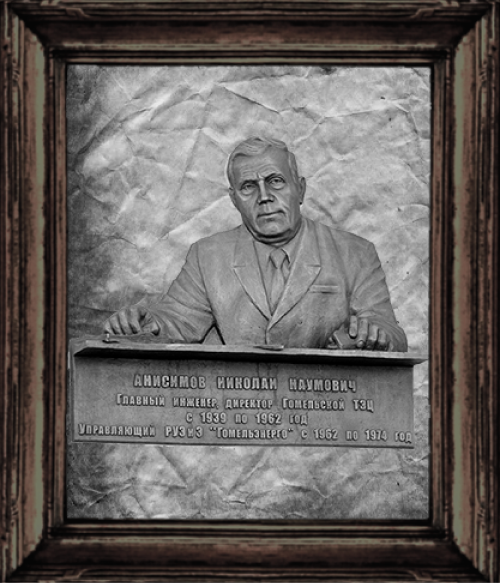 АНИСИМОВ НИКОЛАЙ НАУМОВИЧ
ГЛАВНЫЙ ИНЖЕНЕР, ДИРЕКТОР ГОМЕЛЬСКОЙ ТЭЦ
С 1939 ПО 1962 ГОД
УПРАВЛЯЮЩИЙ РУЭиЭ "ГОМЕЛЬЭНЕРГО" С 1962 ПО 1974 ГОД